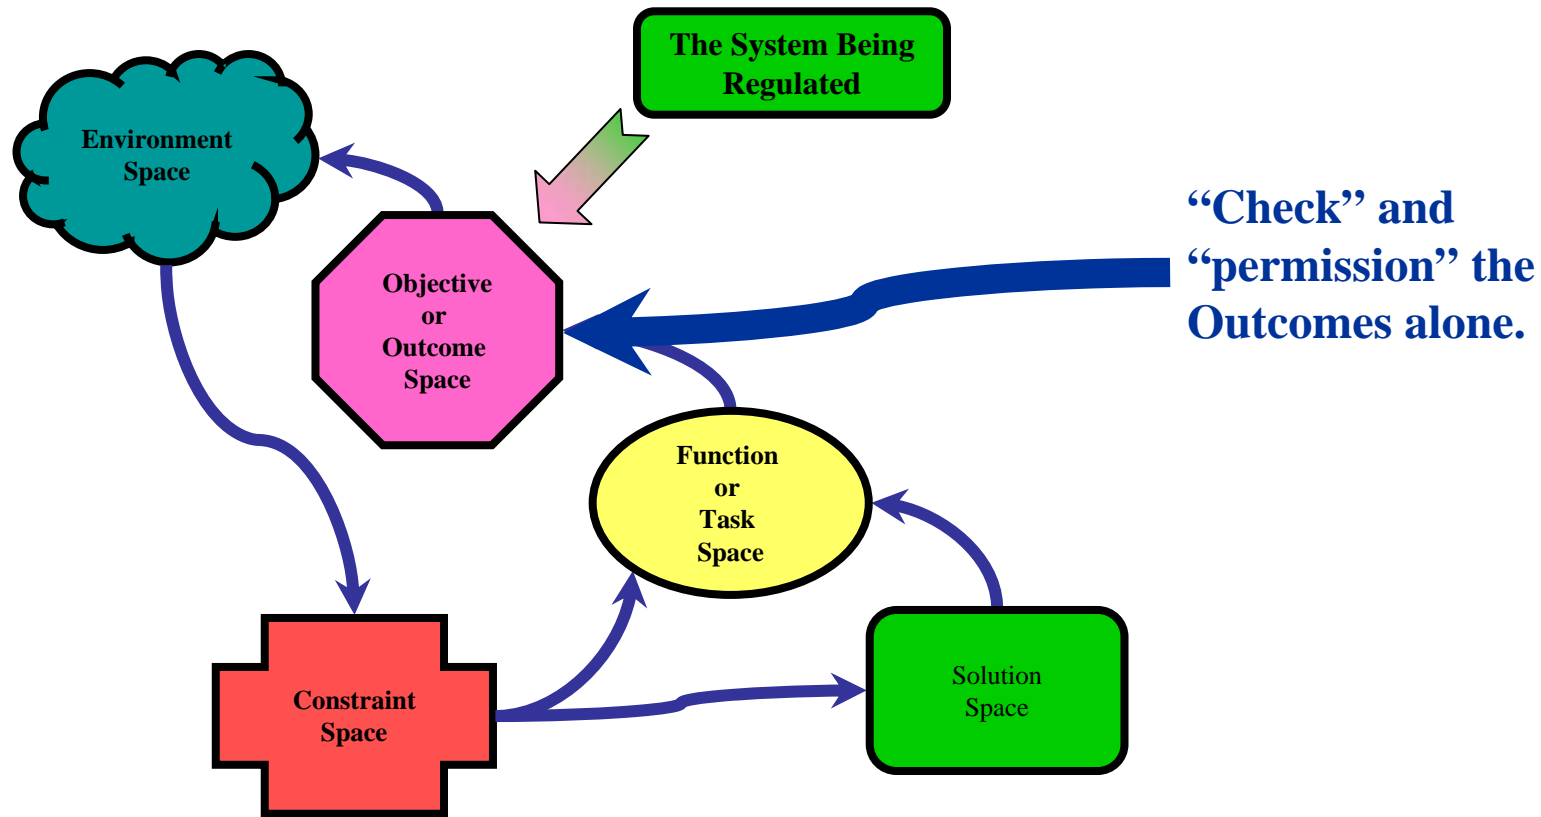 The System Being
Regulated
Environment
Space
“Check” and
“permission” the
Outcomes alone.
Objective
or
Outcome
Space
Function
or
Task
Space
Solution
Space
Constraint
Space